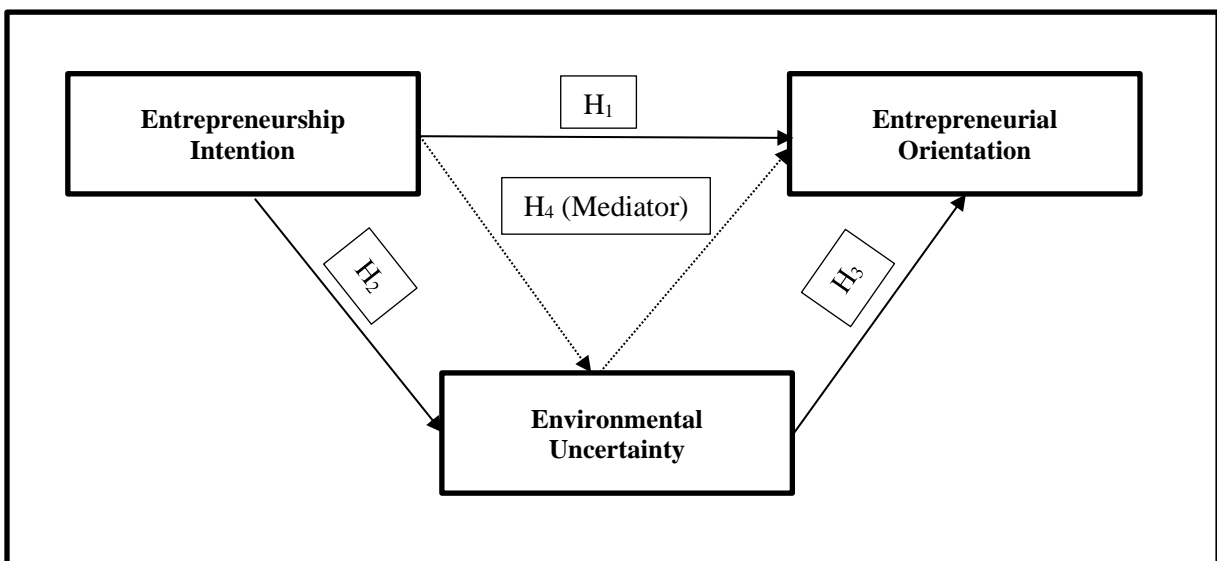 Entrepreneurship
Intention
H₁
Entrepreneurial
Orientation
H₄ (Mediator)
H₂
H₃
Environmental
Uncertainty